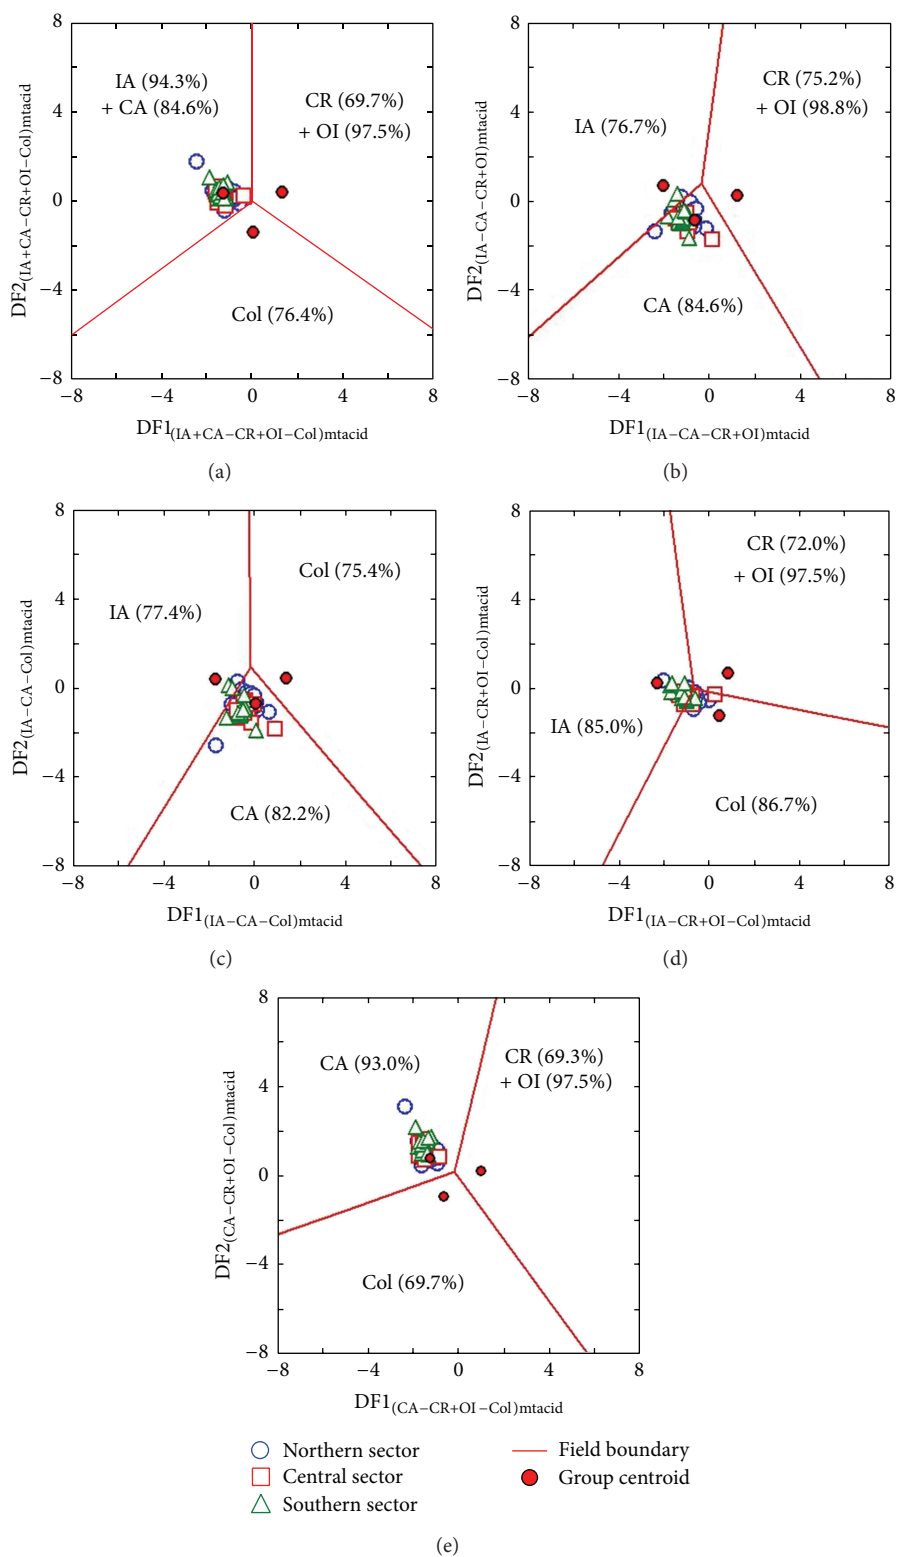 8
4
0
−4
−8
IA (94.3%)
+ CA (84.6%)
CR (69.7%)
+ OI (97.5%)
Col (76.4%)
DF2(IA+CA−CR+OI−Col)mtacid
−8 −4 0 4 8
DF1(IA+CA−CR+OI−Col)mtacid
(a)
8
4
0
−4
−8
IA (76.7%)
CR (75.2%)
+ OI (98.8%)
CA (84.6%)
DF2(IA−CA−CR+OI)mtacid
−8 −4 0 4 8
DF1(IA−CA−CR+OI)mtacid
(b)
8
4
0
−4
−8
IA (77.4%)
Col (75.4%)
CA (82.2%)
DF2(IA−CA−Col)mtacid
−8 −4 0 4 8
DF1(IA−CA−Col)mtacid
(c)
8
4
0
−4
−8
CR (72.0%)
+ OI (97.5%)
IA (85.0%)
Col (86.7%)
DF2(IA−CR+OI−Col)mtacid
−8 −4 0 4 8
DF1(IA−CR+OI−Col)mtacid
(d)
8
4
0
−4
−8
CA (93.0%)
CR (69.3%)
+ OI (97.5%)
Col (69.7%)
DF2(CA−CR+OI−Col)mtacid
−8 −4 0 4 8
DF1(CA−CR+OI−Col)mtacid
Northern sector
Central sector
Southern sector
Field boundary
Group centroid
(e)